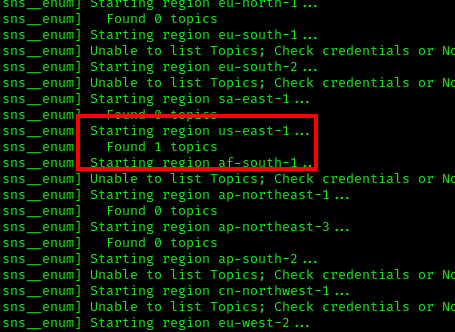 sns__enum] Starting region eu-north-1...
sns__enum]   Found 0 topics
sns__enum] Starting region eu-south-1...
sns__enum] Unable to list Topics; Check credentials or No
sns__enum] Starting region eu-south-2...
sns__enum] Unable to list Topics; Check credentials or No
sns__enum] Starting region sa-east-1...
sns__enum]   Found 0 topics
sns__enum] Starting region us-east-1...
sns__enum]   Found 1 topics
sns__enum] Starting region af-south-1...
sns__enum] Unable to list Topics; Check credentials or No
sns__enum] Starting region ap-northeast-1...
sns__enum]   Found 0 topics
sns__enum] Starting region ap-northeast-3...
sns__enum]   Found 0 topics
sns__enum] Starting region ap-south-2...
sns__enum] Unable to list Topics; Check credentials or No
sns__enum] Starting region cn-northwest-1...
sns__enum] Unable to list Topics; Check credentials or No
sns__enum] Starting region eu-west-2...